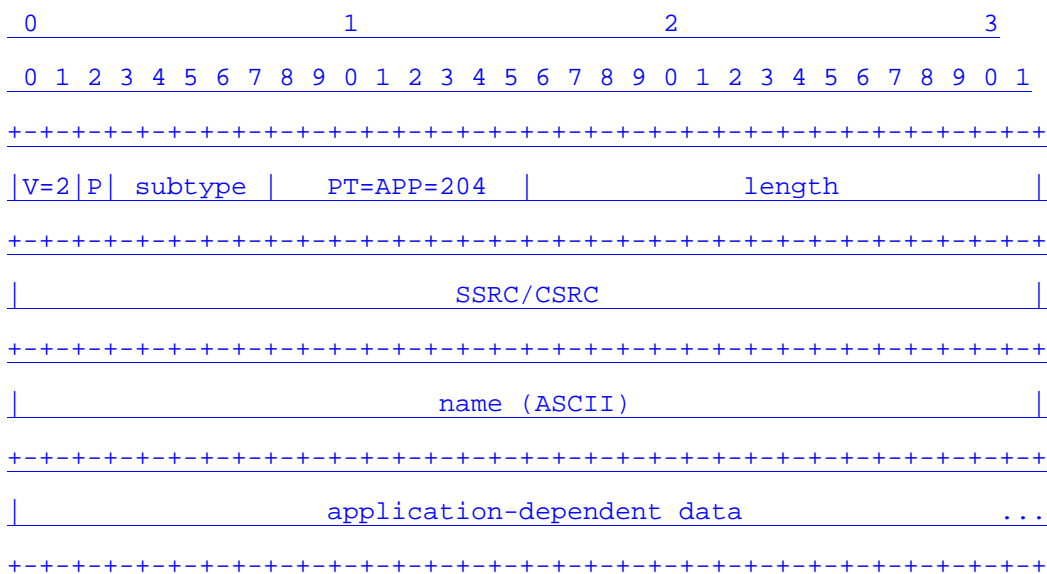 0                   1                   2                   3
 0 1 2 3 4 5 6 7 8 9 0 1 2 3 4 5 6 7 8 9 0 1 2 3 4 5 6 7 8 9 0 1
+-+-+-+-+-+-+-+-+-+-+-+-+-+-+-+-+-+-+-+-+-+-+-+-+-+-+-+-+-+-+-+-+
|V=2|P| subtype |   PT=APP=204  |             length            |
+-+-+-+-+-+-+-+-+-+-+-+-+-+-+-+-+-+-+-+-+-+-+-+-+-+-+-+-+-+-+-+-+
|                           SSRC/CSRC                           |
+-+-+-+-+-+-+-+-+-+-+-+-+-+-+-+-+-+-+-+-+-+-+-+-+-+-+-+-+-+-+-+-+
|                          name (ASCII)                         |
+-+-+-+-+-+-+-+-+-+-+-+-+-+-+-+-+-+-+-+-+-+-+-+-+-+-+-+-+-+-+-+-+
|                   application-dependent data                ...
+-+-+-+-+-+-+-+-+-+-+-+-+-+-+-+-+-+-+-+-+-+-+-+-+-+-+-+-+-+-+-+-+